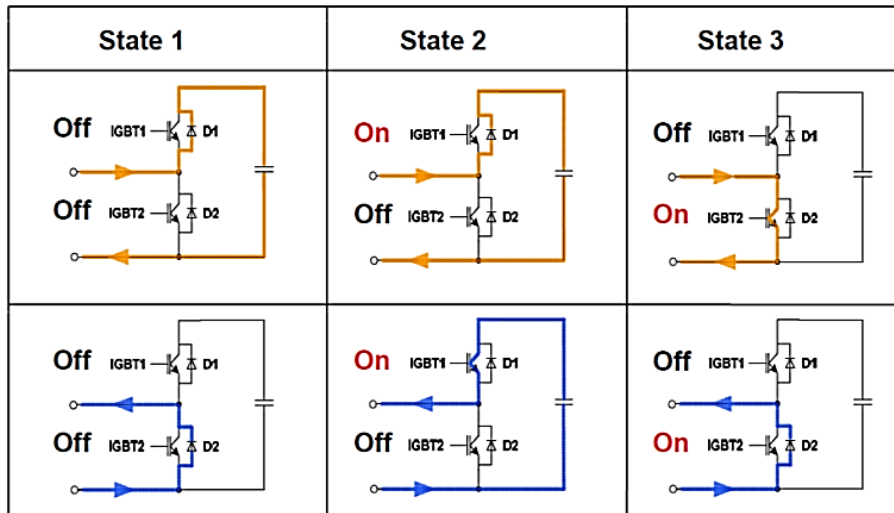 State 1
State 2
State 3
Off IGBT1 D1
Off IGBT2 D2
On IGBT1 D1
Off IGBT2 D2
Off IGBT1 D1
On IGBT2 D2
Off IGBT1 D1
Off IGBT2 D2
On IGBT1 D1
Off IGBT2 D2
Off IGBT1 D1
On IGBT2 D2